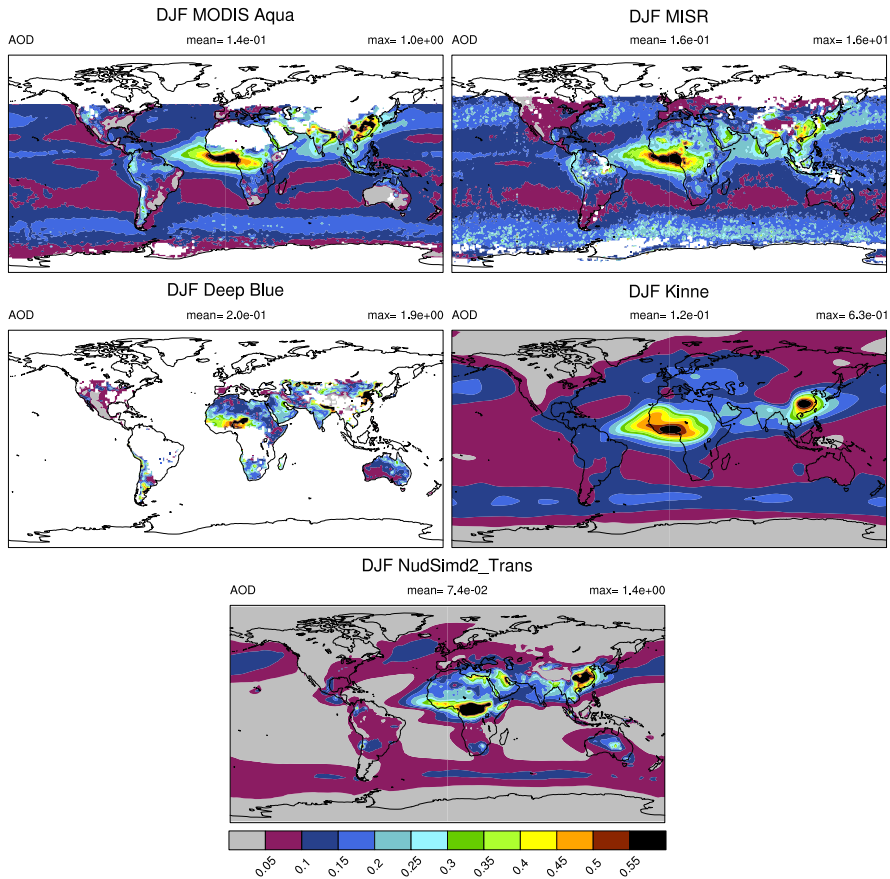 DJF MODIS Aqua
AOD mean= 1.4e-01 max= 1.0e+00
DJF MISR
AOD mean= 1.6e-01 max= 1.6e+01
DJF Deep Blue
AOD mean= 2.0e-01 max= 1.9e+00
DJF Kinne
AOD mean= 1.2e-01 max= 6.3e-01
DJF NudSimd2_Trans
AOD mean= 7.4e-02 max= 1.4e+00
0.05 0.1 0.15 0.2 0.25 0.3 0.35 0.4 0.45 0.5 0.55